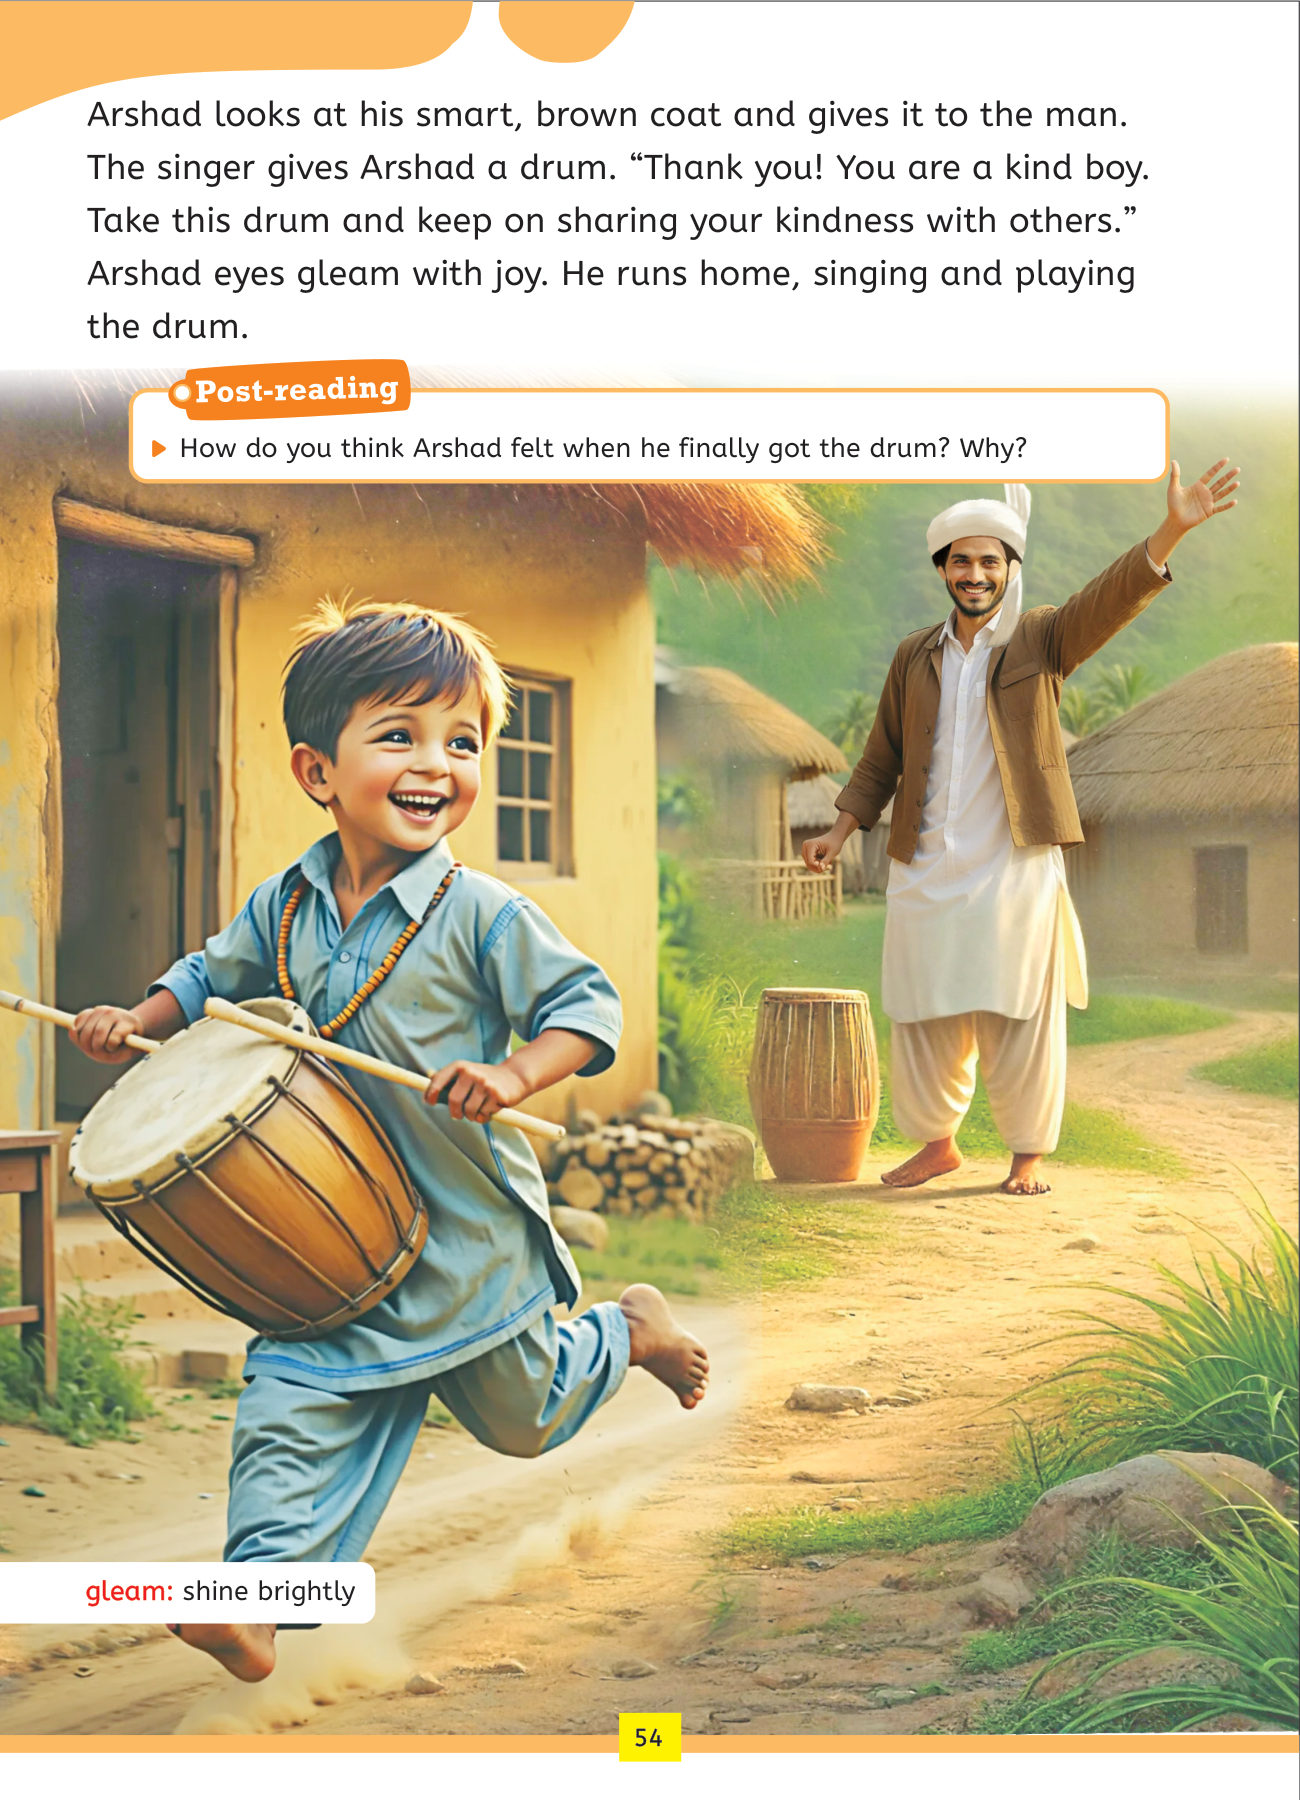 Arshad looks at his smart, brown coat and gives it to the man.
The singer gives Arshad a drum. “Thank you! You are a kind boy.
Take this drum and keep on sharing your kindness with others.”
Arshad eyes gleam with joy. He runs home, singing and playing
the drum.
Post-reading
How do you think Arshad felt when he finally got the drum? Why?
gleam: shine brightly
54